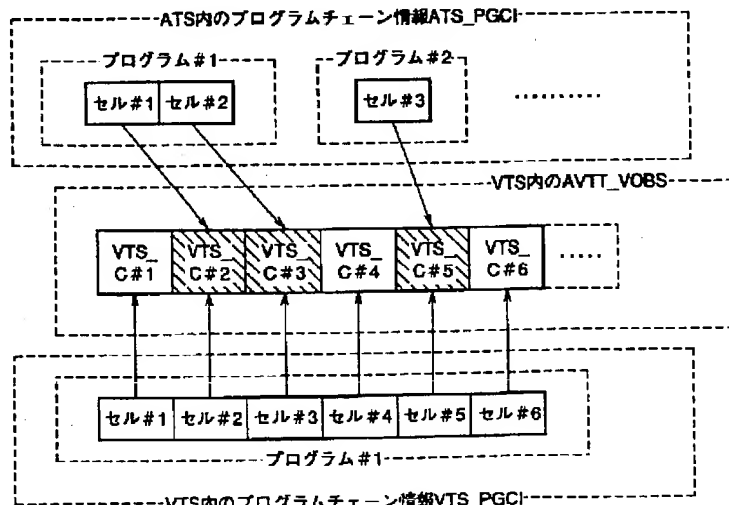 ATS内のプログラムチェーン情報ATS_PGCI
プログラム#1
プログラム#2
セル#1 セル#2
セル#3
.........
VTS内のAVTT_VOBS
VTS_
C#1
VTS_
C#2
VTS_
C#3
VTS_
C#4
VTS_
C#5
VTS_
C#6
.....
セル#1 セル#2 セル#3 セル#4 セル#5 セル#6
プログラム#1
VTS内のプログラムチェーン情報VTS_PGCI